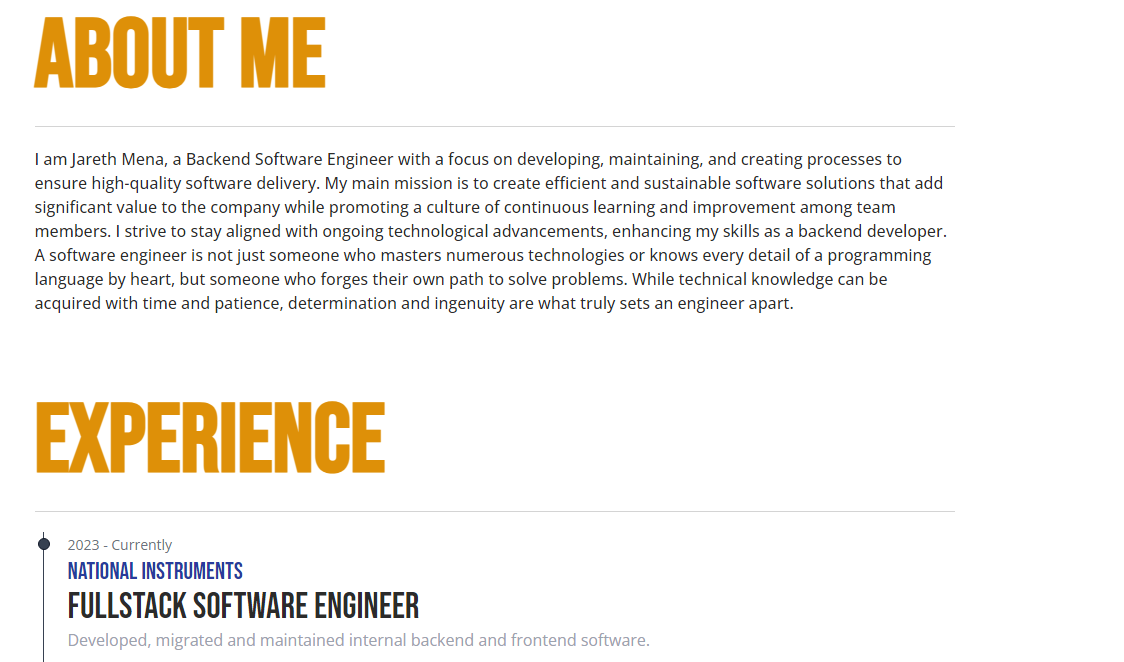 ABOUT ME
I am Jareth Mena, a Backend Software Engineer with a focus on developing, maintaining, and creating processes to
ensure high-quality software delivery. My main mission is to create efficient and sustainable software solutions that add
significant value to the company while promoting a culture of continuous learning and improvement among team
members. I strive to stay aligned with ongoing technological advancements, enhancing my skills as a backend developer.
A software engineer is not just someone who masters numerous technologies or knows every detail of a programming
language by heart, but someone who forges their own path to solve problems. While technical knowledge can be
acquired with time and patience, determination and ingenuity are what truly sets an engineer apart.
EXPERIENCE
2023 - Currently
NATIONAL INSTRUMENTS
FULLSTACK SOFTWARE ENGINEER
Developed, migrated and maintained internal backend and frontend software.